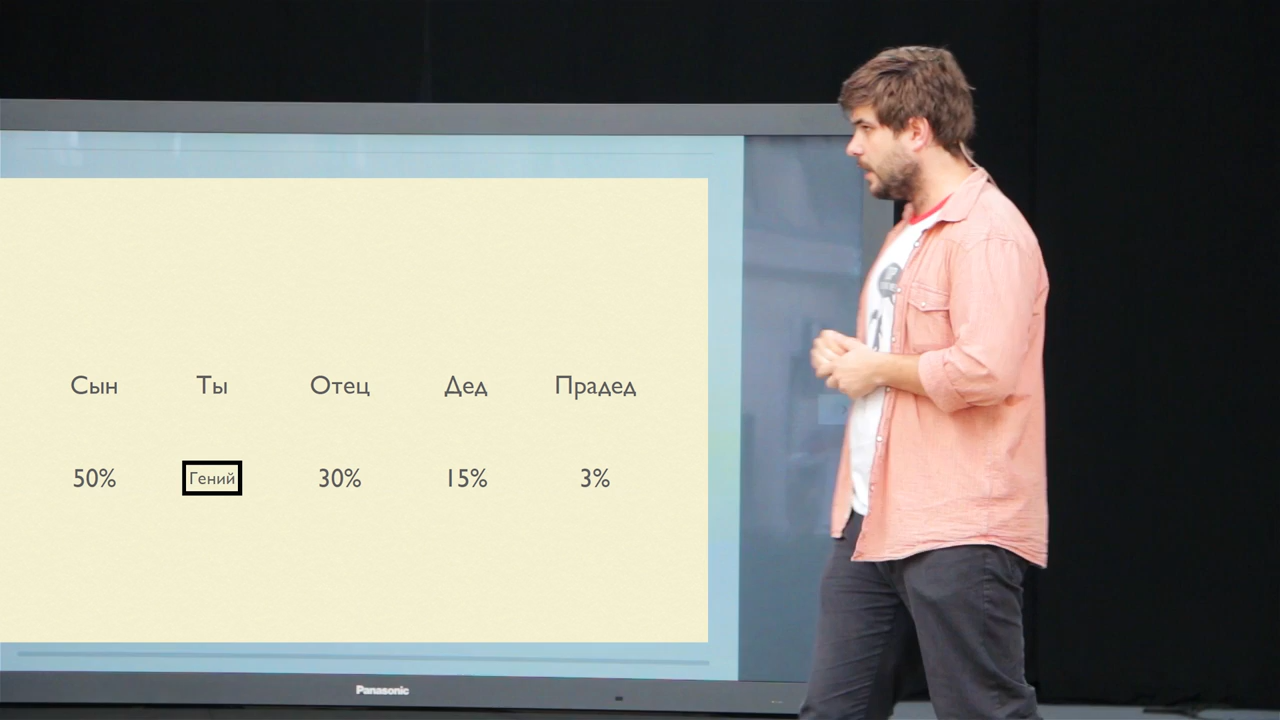 Сын Ты Отец Дед Прадед
50% Гений 30% 15% 3%
Panasonic